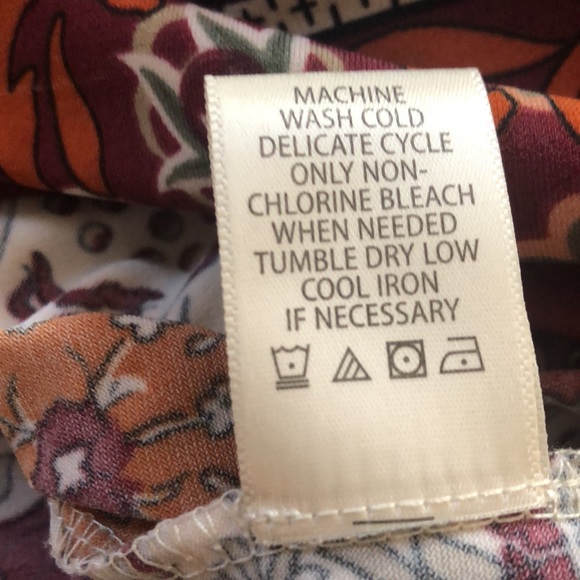 MACHINE
WASH COLD
DELICATE CYCLE
ONLY NON-
CHLORINE BLEACH
WHEN NEEDED
TUMBLE DRY LOW
COOL IRON
IF NECESSARY